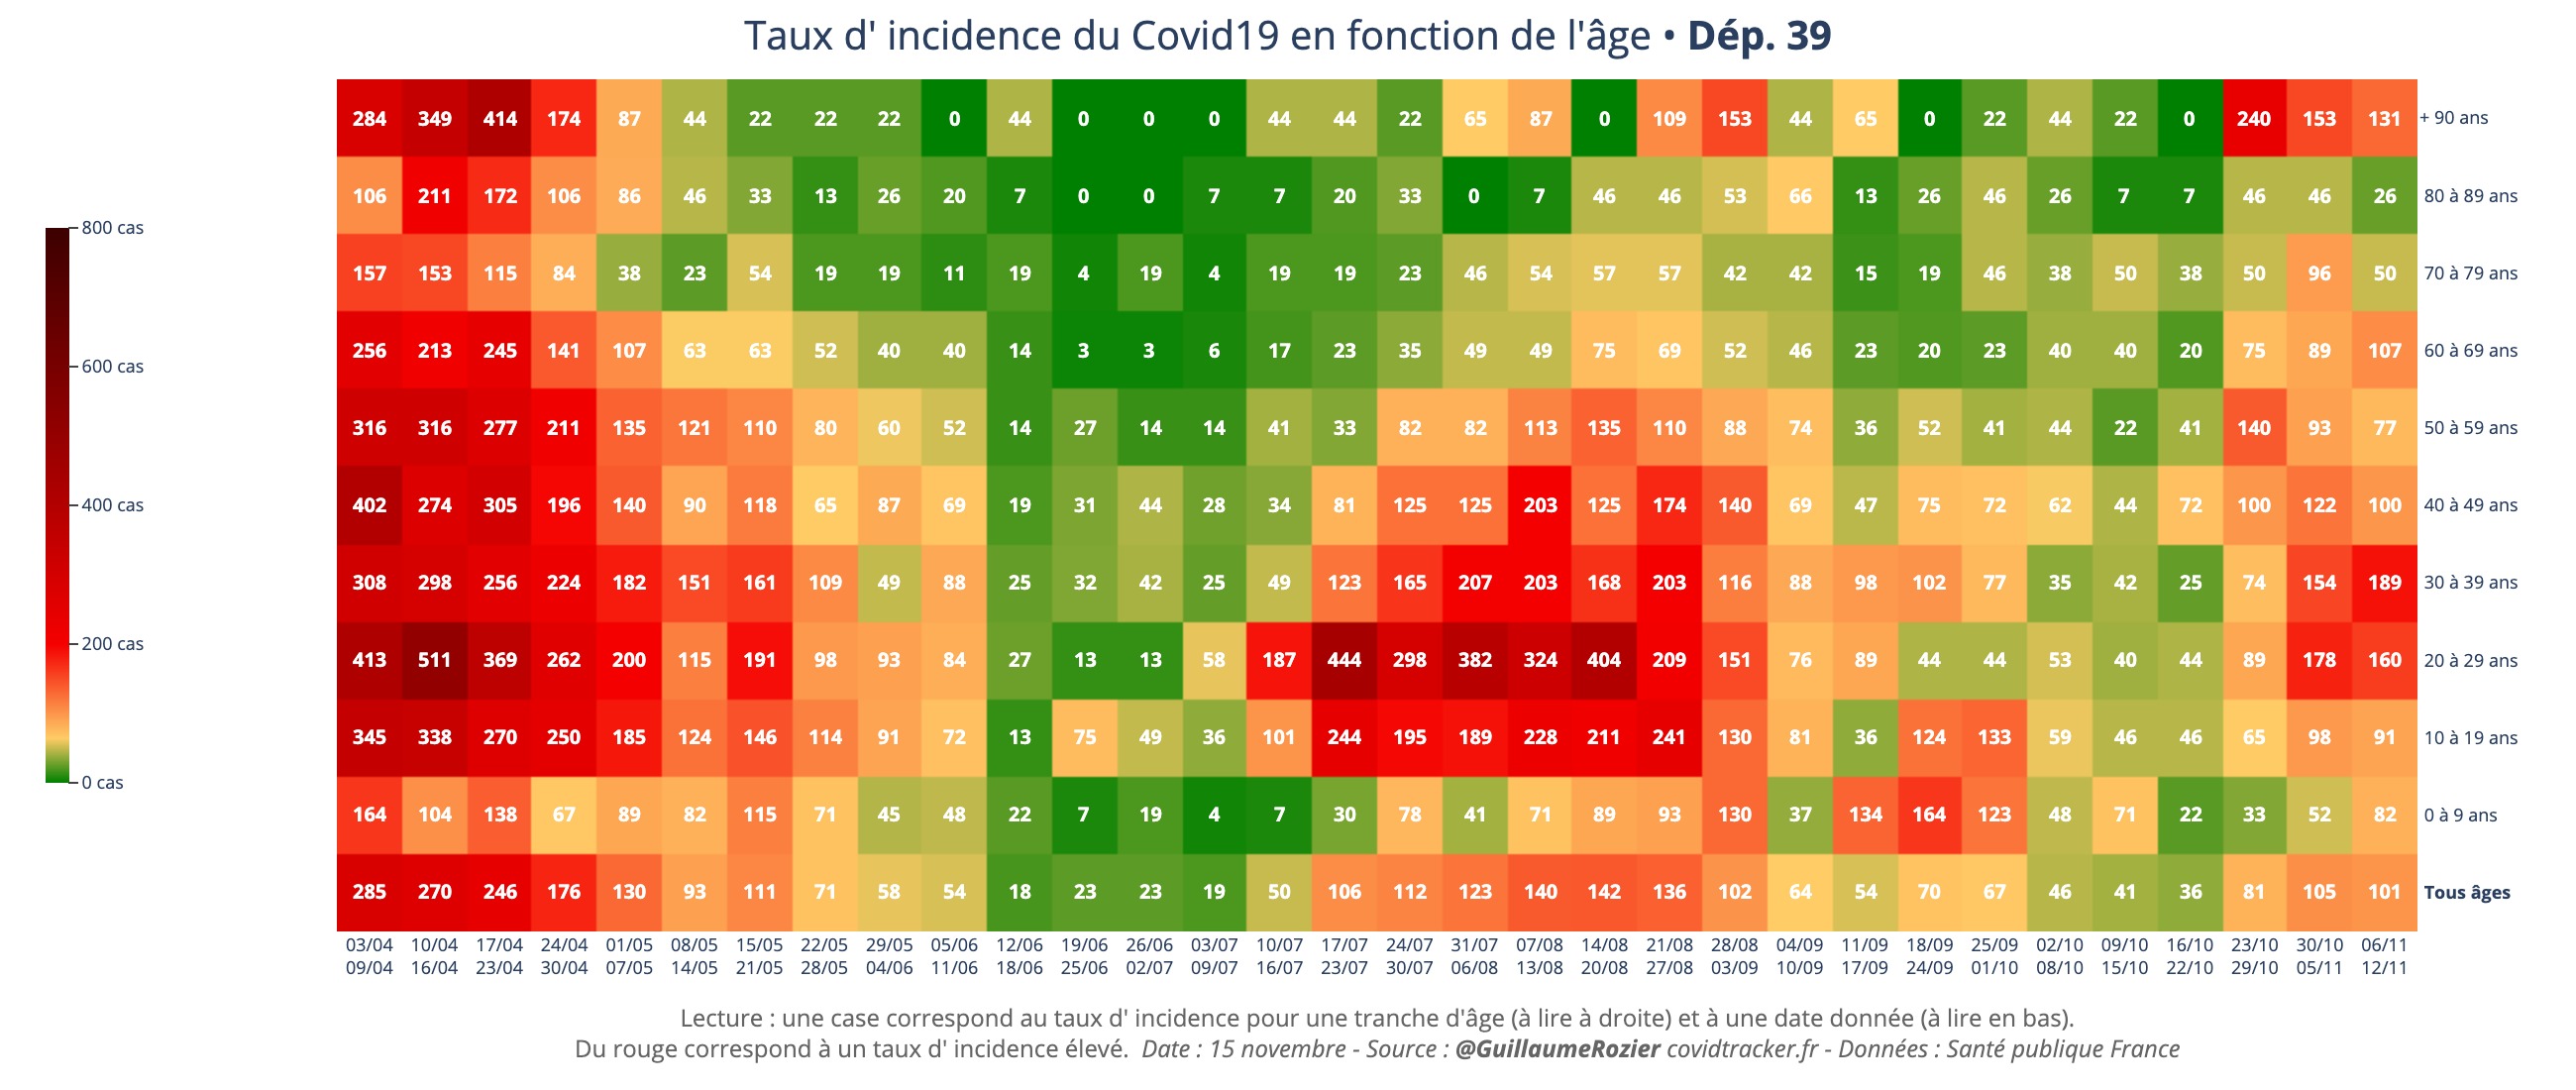 Taux d' incidence du Covid19 en fonction de l'âge • Dép. 39
800 cas
600 cas
400 cas
200 cas
0 cas
284 349 414 174 87 44 22 22 22 0 44 0 0 0 44 44 22 65 87 0 109 153 44 65 0 22 44 22 0 240 153 131 + 90 ans
106 211 172 106 86 46 33 13 26 20 7 0 0 7 7 20 33 0 7 46 46 53 66 13 26 46 26 7 7 46 46 26 80 à 89 ans
157 153 115 84 38 23 54 19 19 11 19 4 19 4 19 19 23 46 54 57 57 42 42 15 19 46 38 50 38 50 96 50 70 à 79 ans
256 213 245 141 107 63 63 52 40 40 14 3 3 6 17 23 35 49 49 75 69 52 46 23 20 23 40 40 20 75 89 107 60 à 69 ans
316 316 277 211 135 121 110 80 60 52 14 27 14 14 41 33 82 82 113 135 110 88 74 36 52 41 44 22 41 140 93 77 50 à 59 ans
402 274 305 196 140 90 118 65 87 69 19 31 44 28 34 81 125 125 203 125 174 140 69 47 75 72 62 44 72 100 122 100 40 à 49 ans
308 298 256 224 182 151 161 109 49 88 25 32 42 25 49 123 165 207 203 168 203 116 88 98 102 77 35 42 25 74 154 189 30 à 39 ans
413 511 369 262 200 115 191 98 93 84 27 13 13 58 187 444 298 382 324 404 209 151 76 89 44 44 53 40 44 89 178 160 20 à 29 ans
345 338 270 250 185 124 146 114 91 72 13 75 49 36 101 244 195 189 228 211 241 130 81 36 124 133 59 46 46 65 98 91 10 à 19 ans
164 104 138 67 89 82 115 71 45 48 22 7 19 4 7 30 78 41 71 89 93 130 37 134 164 123 48 71 22 33 52 82 0 à 9 ans
285 270 246 176 130 93 111 71 58 54 18 23 23 19 50 106 112 123 140 142 136 102 64 54 70 67 46 41 36 81 105 101 Tous âges
03/04 10/04 17/04 24/04 01/05 08/05 15/05 22/05 29/05 05/06 12/06 19/06 26/06 03/07 10/07 17/07 24/07 31/07 07/08 14/08 21/08 28/08 04/09 11/09 18/09 25/09 02/10 09/10 16/10 23/10 30/10 06/11
09/04 16/04 23/04 30/04 07/05 14/05 21/05 28/05 04/06 11/06 18/06 25/06 02/07 09/07 16/07 23/07 30/07 06/08 13/08 20/08 27/08 03/09 10/09 17/09 24/09 01/10 08/10 15/10 22/10 29/10 05/11 12/11
Lecture : une case correspond au taux d' incidence pour une tranche d'âge (à lire à droite) et à une date donnée (à lire en bas).
Du rouge correspond à un taux d' incidence élevé. Date : 15 novembre - Source : @GuillaumeRozier covidtracker.fr - Données : Santé publique France